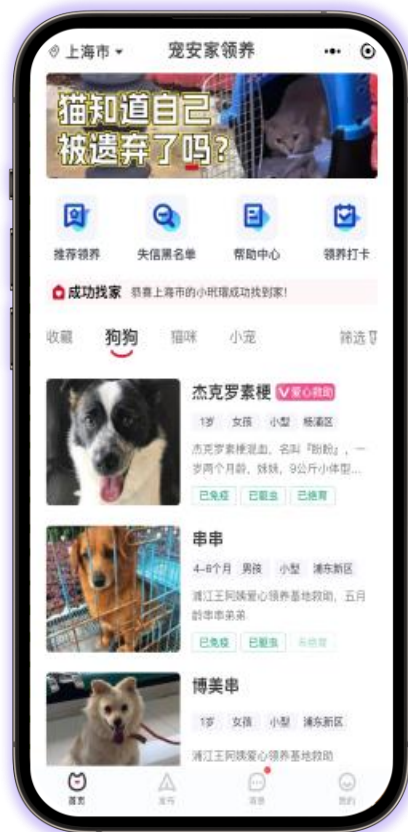 上海市
宠安家领养
猫知道自己
被遗弃了吗?
推荐领养 失信黑名单 帮助中心 领养打卡
成功找家 恭喜上海市的小玳瑁成功找到家!
收藏 狗狗 猫咪 小宠 筛选
杰克罗素梗 爱心救助
1岁 女孩 小型 杨浦区
杰克罗素梗混血,名叫『盼盼』,一
岁两个月龄,妹妹,9公斤小体型...
已免疫 已驱虫 已绝育
串串
4-6个月 男孩 小型 浦东新区
浦江王阿姨爱心领养基地救助,五月
龄串串弟弟
已免疫 已驱虫 未绝育
博美串
1岁 女孩 小型 浦东新区
浦江王阿姨爱心领养基地救助
首页 发布 消息 我的